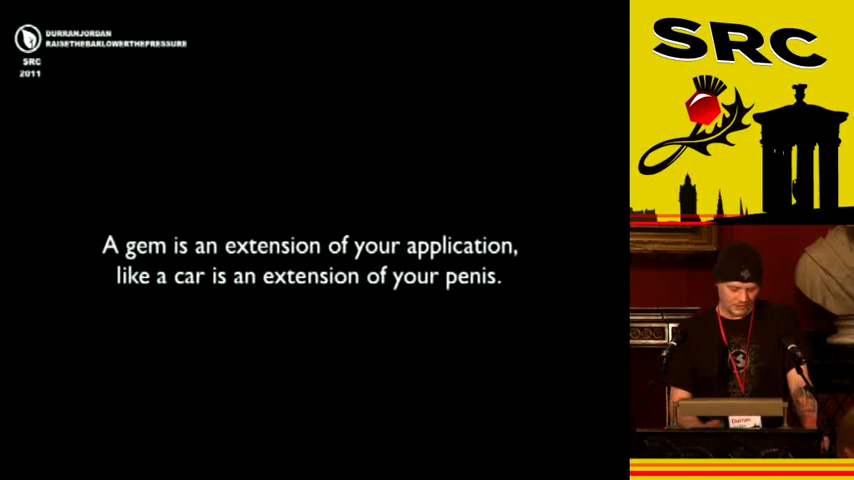 DURRANJORDAN
RAISETHEBARLOWERTHEPRESSURE
SRC
2011
A gem is an extension of your application,
like a car is an extension of your penis.
SRC
Durran